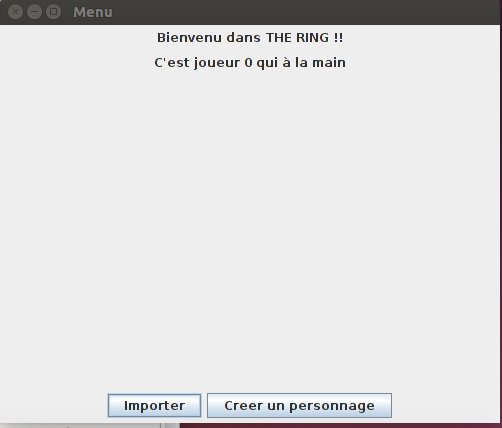 Menu
Bienvenu dans THE RING !!
C'est joueur 0 qui à la main
Importer
Creer un personnage